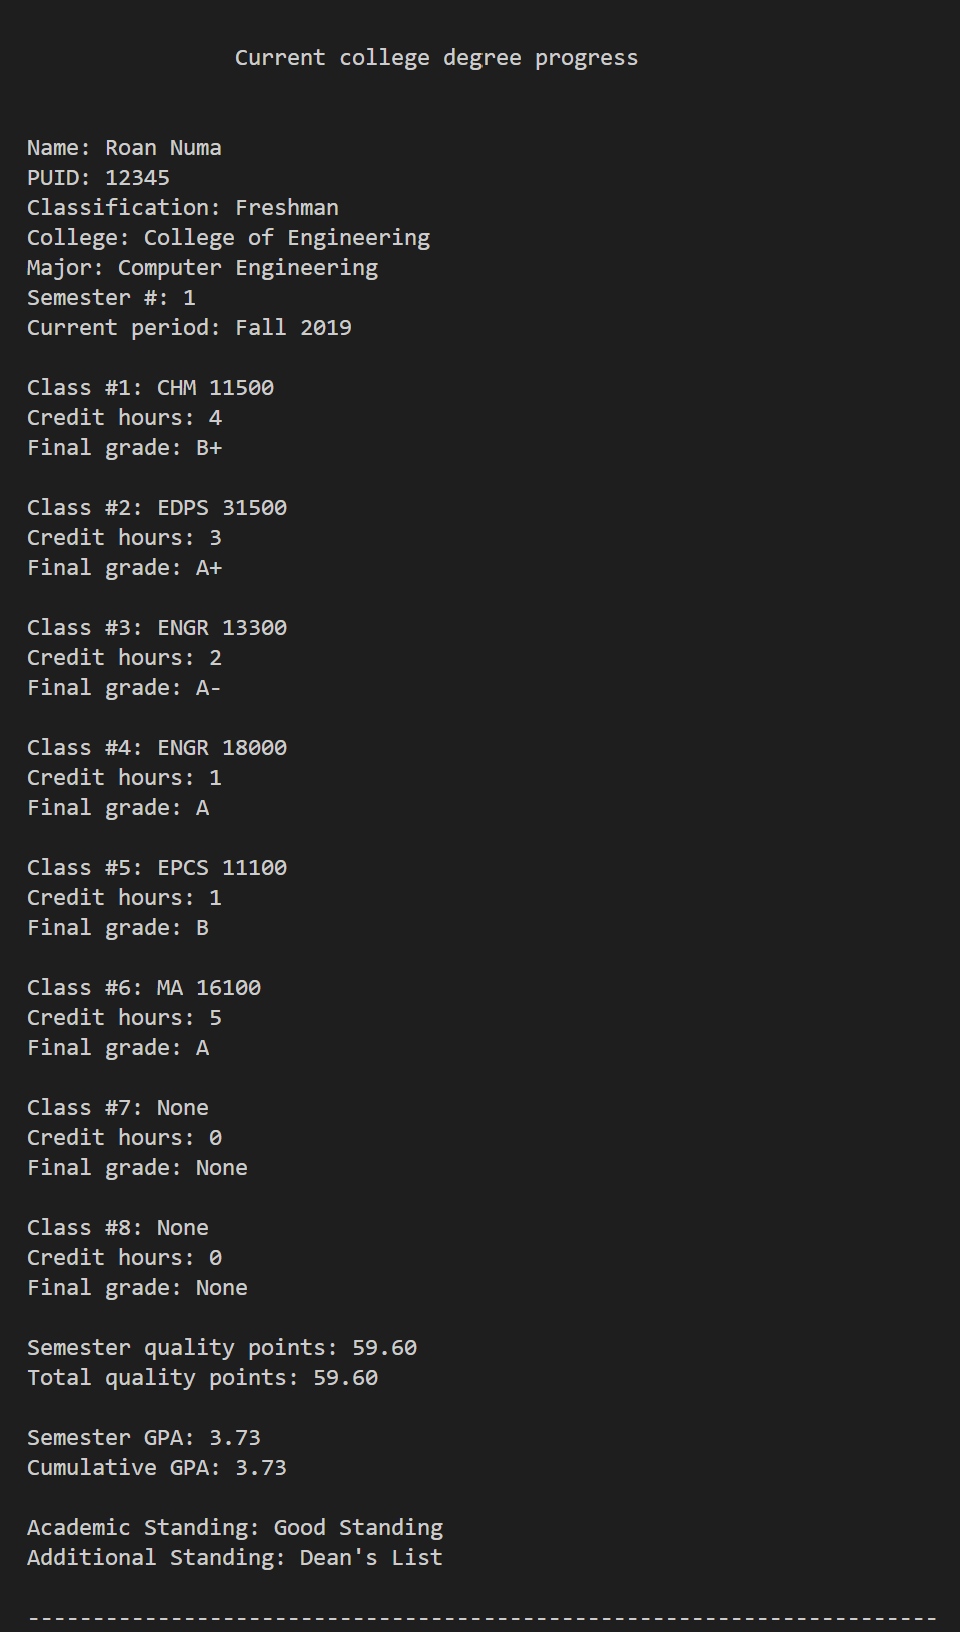 Current college degree progress
Name: Roan Numa
PUID: 12345
Classification: Freshman
College: College of Engineering
Major: Computer Engineering
Semester #: 1
Current period: Fall 2019
Class #1: CHM 11500
Credit hours: 4
Final grade: B+
Class #2: EDPS 31500
Credit hours: 3
Final grade: A+
Class #3: ENGR 13300
Credit hours: 2
Final grade: A-
Class #4: ENGR 18000
Credit hours: 1
Final grade: A
Class #5: EPCS 11100
Credit hours: 1
Final grade: B
Class #6: MA 16100
Credit hours: 5
Final grade: A
Class #7: None
Credit hours: 0
Final grade: None
Class #8: None
Credit hours: 0
Final grade: None
Semester quality points: 59.60
Total quality points: 59.60
Semester GPA: 3.73
Cumulative GPA: 3.73
Academic Standing: Good Standing
Additional Standing: Dean's List
----------------------------------------------------------------------